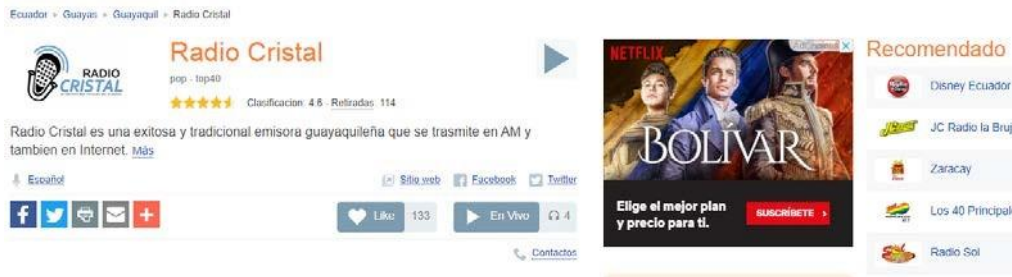 Ecuador » Guayas » Guayaquil » Radio Cristal
RADIO
CRISTAL
Radio Cristal
pop - top40
Clasificacion: 4.6 - Retiradas: 114
Radio Cristal es una exitosa y tradicional emisora guayaquileña que se trasmite en AM y
tambien en Internet. Más
Español
Sitio web Facebook Twitter
Like 133
En Vivo 4
Contactos
NETFLIX
BOLÍVAR
Elige el mejor plan
y precio para ti.
SUSCRÍBETE >
Recomendado
Disney Ecuador
JC Radio la Bruj
Zaracay
Los 40 Principale
Radio Sol